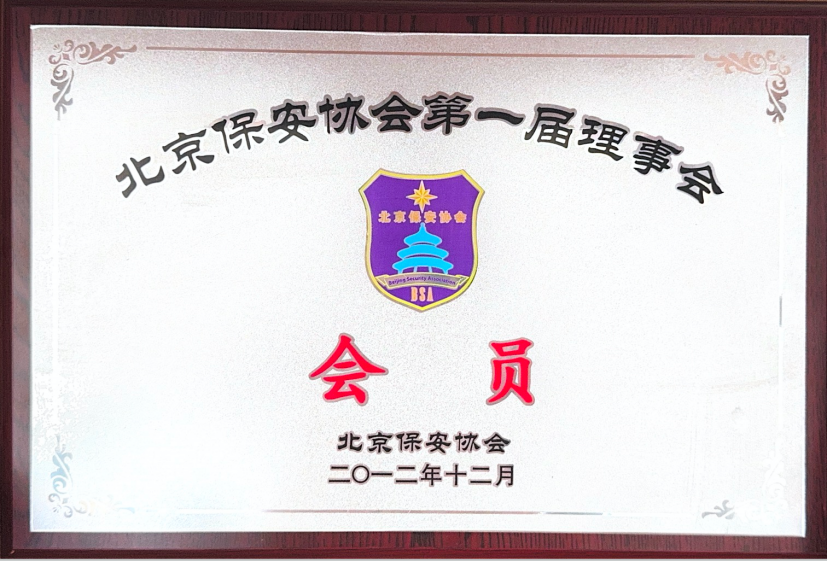 北京保安协会第一届理事会
北京保安协会
Beijing Security Association
BSA
会 员
北京保安协会
二〇一二年十二月